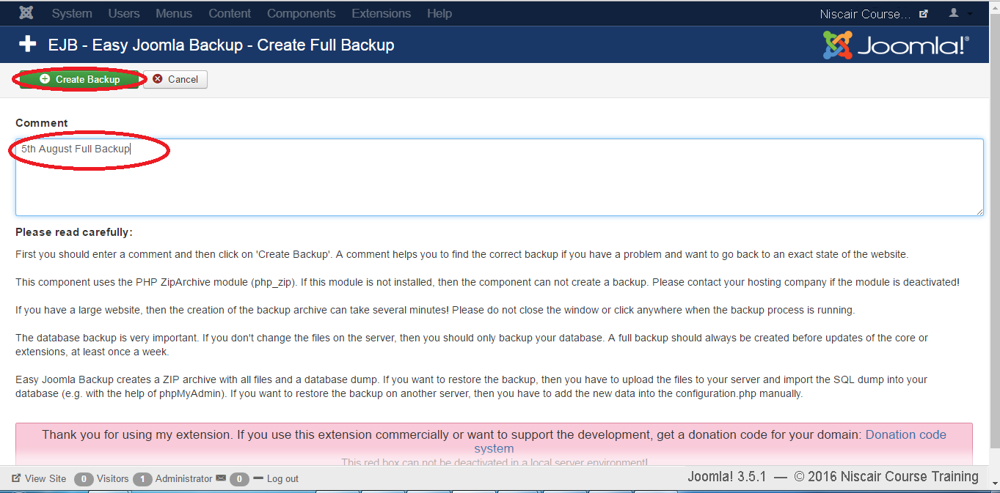 System Users Menus Content Components Extensions Help Niscair Course...
EJB - Easy Joomla Backup - Create Full Backup Joomla!®
Create Backup Cancel
Comment
5th August Full Backup
Please read carefully:
First you should enter a comment and then click on 'Create Backup'. A comment helps you to find the correct backup if you have a problem and want to go back to an exact state of the website.
This component uses the PHP ZipArchive module (php_zip). If this module is not installed, then the component can not create a backup. Please contact your hosting company if the module is deactivated!
If you have a large website, then the creation of the backup archive can take several minutes! Please do not close the window or click anywhere when the backup process is running.
The database backup is very important. If you don't change the files on the server, then you should only backup your database. A full backup should always be created before updates of the core or
extensions, at least once a week.
Easy Joomla Backup creates a ZIP archive with all files and a database dump. If you want to restore the backup, then you have to upload the files to your server and import the SQL dump into your
database (e.g. with the help of phpMyAdmin). If you want to restore the backup on another server, then you have to add the new data into the configuration.php manually.
Thank you for using my extension. If you use this extension commercially or want to support the development, get a donation code for your domain: Donation code
system
This red box can not be deactivated in a local server environment!
View Site 0 Visitors 1 Administrator 0 Log out Joomla! 3.5.1 — © 2016 Niscair Course Training